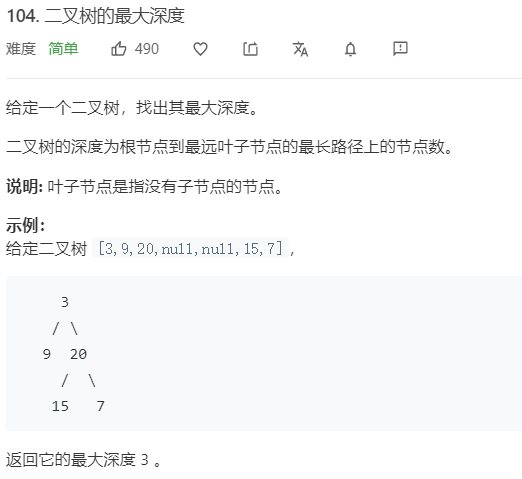 104. 二叉树的最大深度
难度 简单 490
给定一个二叉树，找出其最大深度。
二叉树的深度为根节点到最远叶子节点的最长路径上的节点数。
说明: 叶子节点是指没有子节点的节点。
示例：
给定二叉树 [3,9,20,null,null,15,7]，
3
/ \
9 20
/ \
15 7
返回它的最大深度 3 。